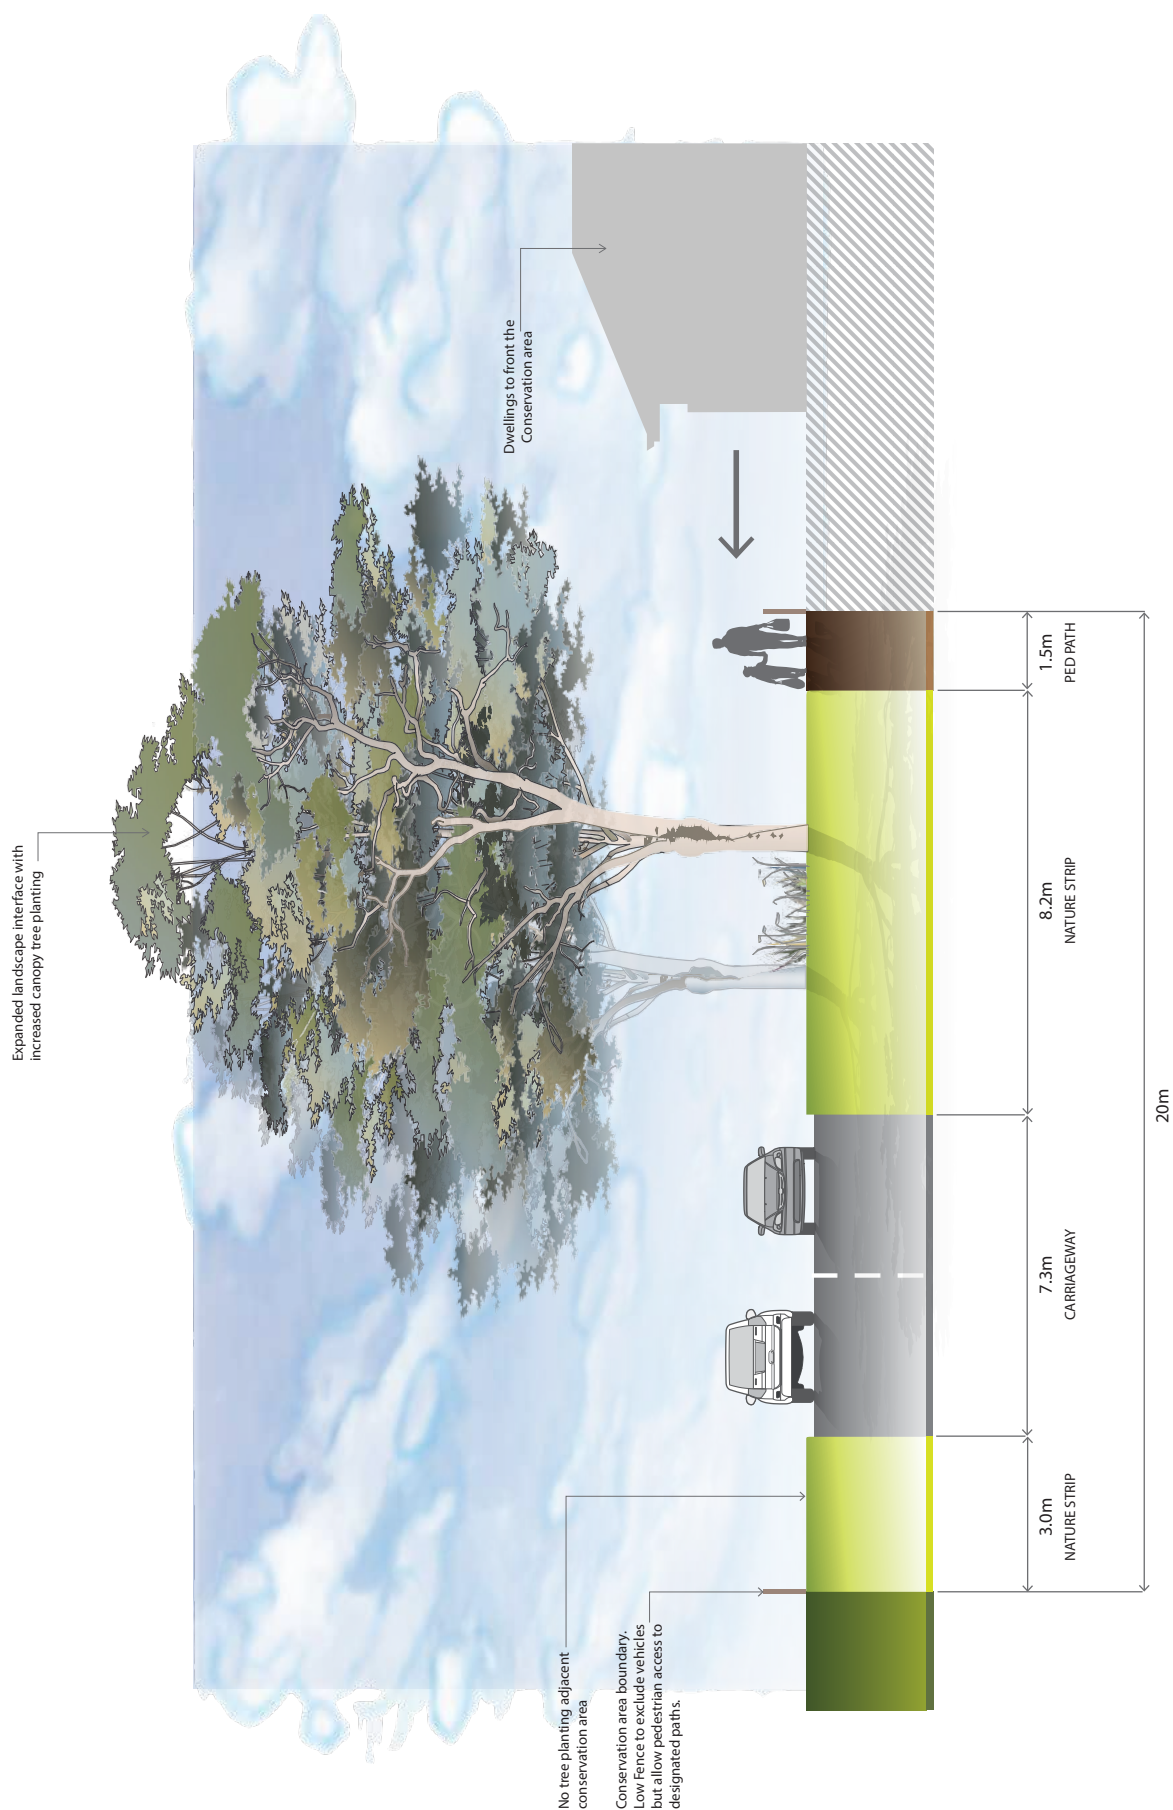 Expanded landscape interface with
increased canopy tree planting
Dwellings to front the
Conservation area
No tree planting adjacent
conservation area
Conservation area boundary.
Low Fence to exclude vehicles
but allow pedestrian access to
designated paths.
3.0m
NATURE STRIP
7.3m
CARRIAGEWAY
8.2m
NATURE STRIP
1.5m
PED PATH
20m